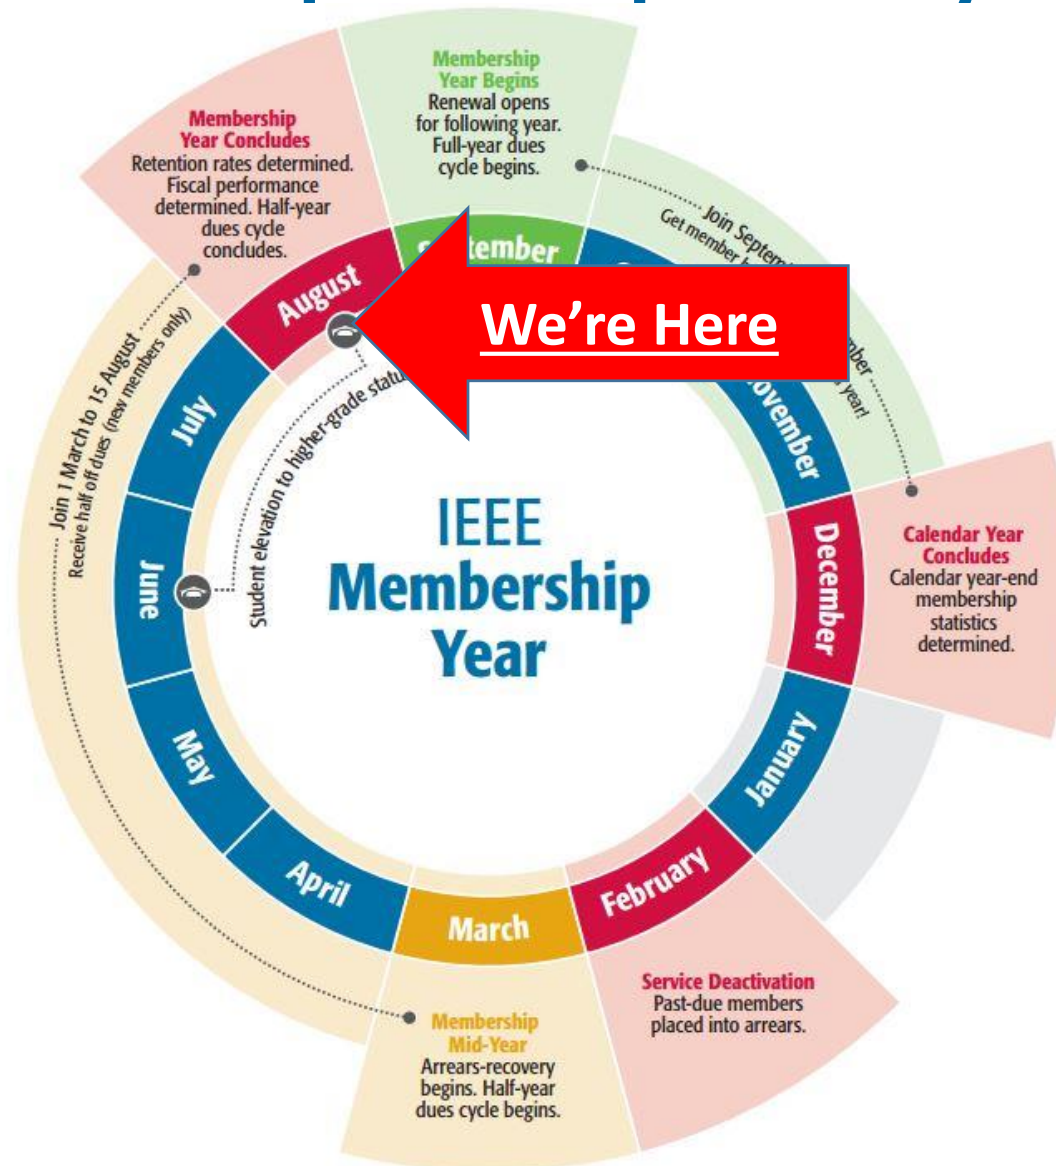 Membership
Year Begins
Renewal opens
for following year.
Full-year dues
cycle begins.
Membership
Year Concludes
Retention rates determined.
Fiscal performance
determined. Half-year
dues cycle
concludes.
Join
Get member
year!
August
We’re Here
July
June
May
April
March
February
January
December
Join 1 March to 15 August
Receive half off dues (new members only)
Student elevation to higher-grade
IEEE
Membership
Year
Calendar Year
Concludes
Calendar year-end
membership
statistics
determined.
Service Deactivation
Past-due members
placed into arrears.
Membership
Mid-Year
Arrears-recovery
begins. Half-year
dues cycle begins.